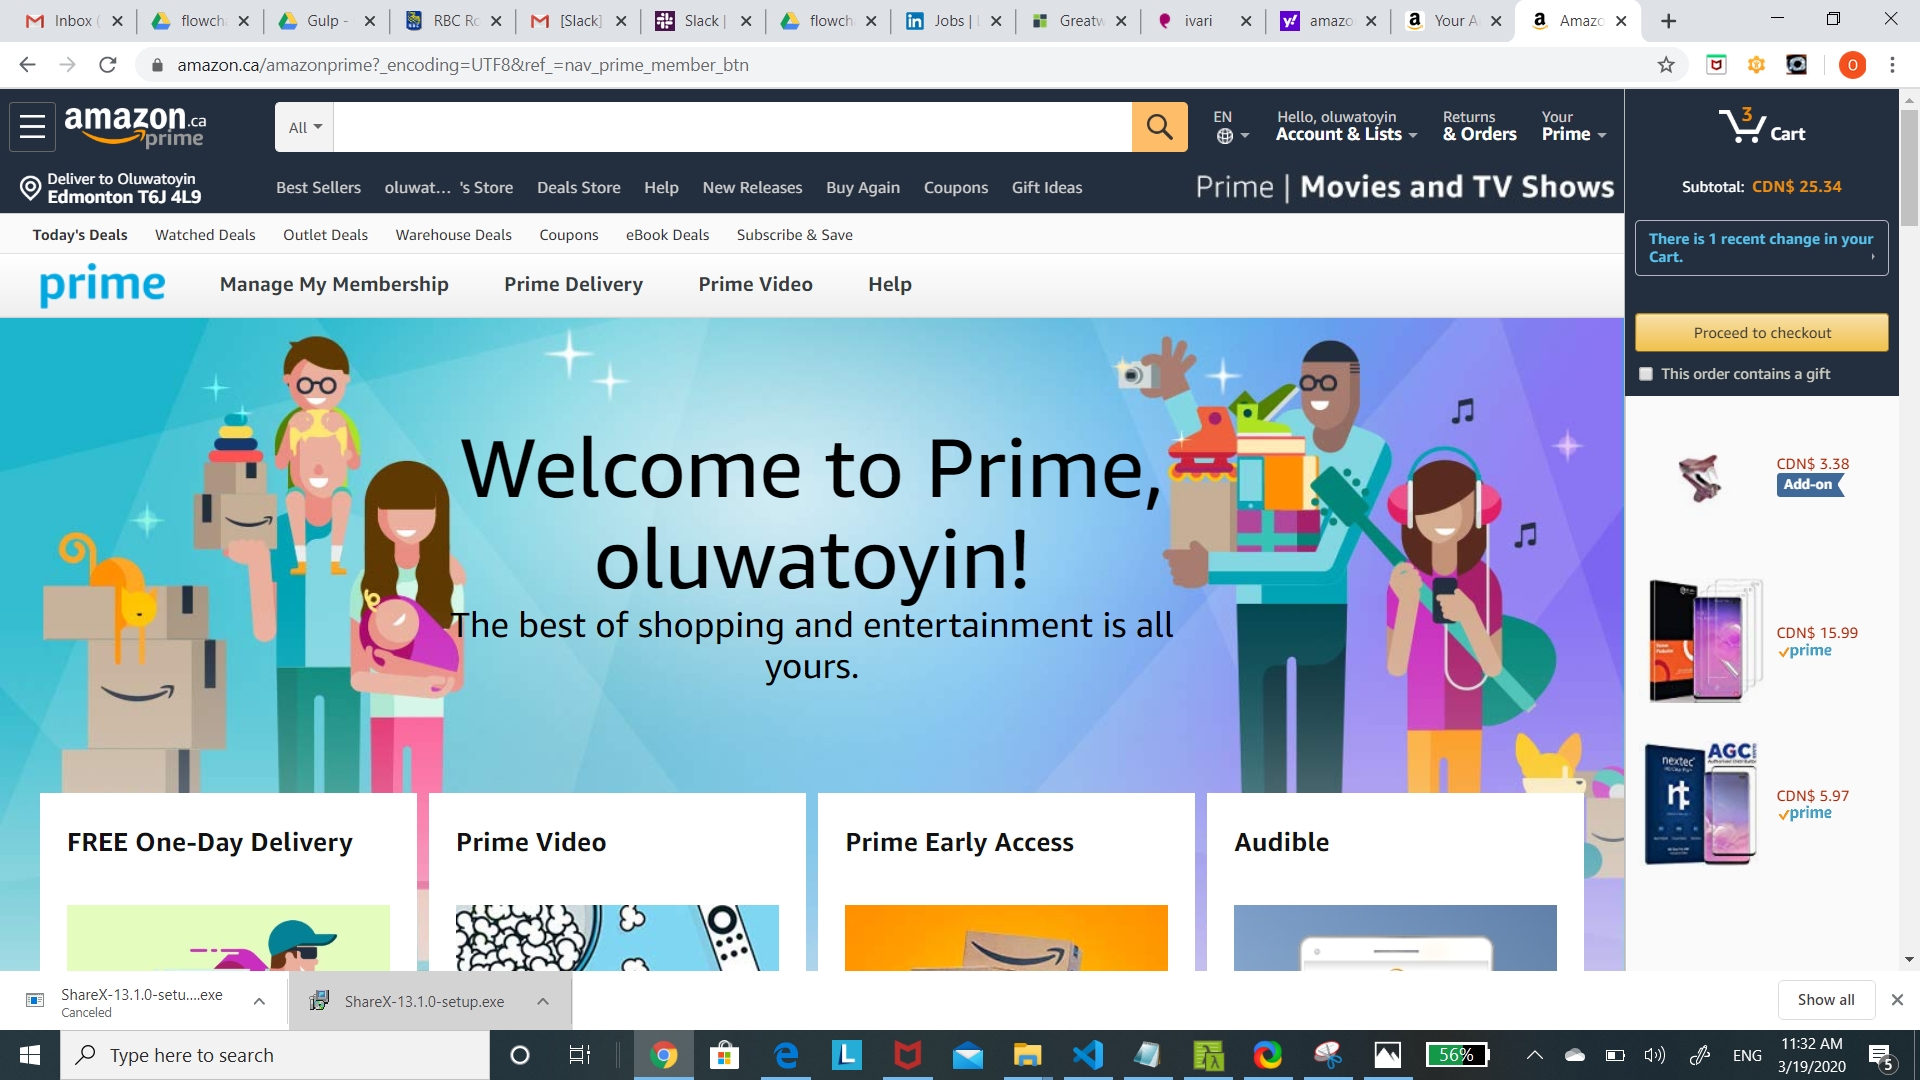 Inbox (
flowch
Gulp -
RBC Ro
[Slack]
Slack |
flowch
Jobs |
Greatw
ivari
amazo
Your A
Amazo
amazon.ca/amazonprime?_encoding=UTF8&ref_=nav_prime_member_btn
O
amazon.ca
prime
All
EN
Hello, oluwatoyin
Account & Lists
Returns
& Orders
Your
Prime
3
Cart
Deliver to Oluwatoyin
Edmonton T6J 4L9
Best Sellers
oluwat... 's Store
Deals Store
Help
New Releases
Buy Again
Coupons
Gift Ideas
Prime | Movies and TV Shows
Subtotal: CDN$ 25.34
Today's Deals
Watched Deals
Outlet Deals
Warehouse Deals
Coupons
eBook Deals
Subscribe & Save
There is 1 recent change in your
Cart.
prime
Manage My Membership
Prime Delivery
Prime Video
Help
Proceed to checkout
This order contains a gift
Welcome to Prime,
oluwatoyin!
The best of shopping and entertainment is all
yours.
CDN$ 3.38
Add-on
CDN$ 15.99
prime
nextec
AGC
CDN$ 5.97
prime
FREE One-Day Delivery
Prime Video
Prime Early Access
Audible
ShareX-13.1.0-setu....exe
Canceled
ShareX-13.1.0-setup.exe
Show all
Type here to search
L
56%
ENG
11:32 AM
3/19/2020
5